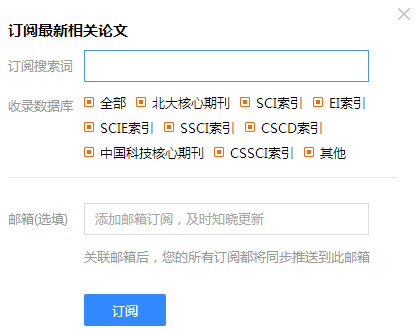 订阅最新相关论文
订阅搜索词
收录数据库 全部 北大核心期刊 SCI索引 EI索引
SCIE索引 SSCI索引 CSCD索引
中国科技核心期刊 CSSCI索引 其他
邮箱(选填) 添加邮箱订阅，及时知晓更新
关联邮箱后，您的所有订阅都将同步推送到此邮箱
订阅